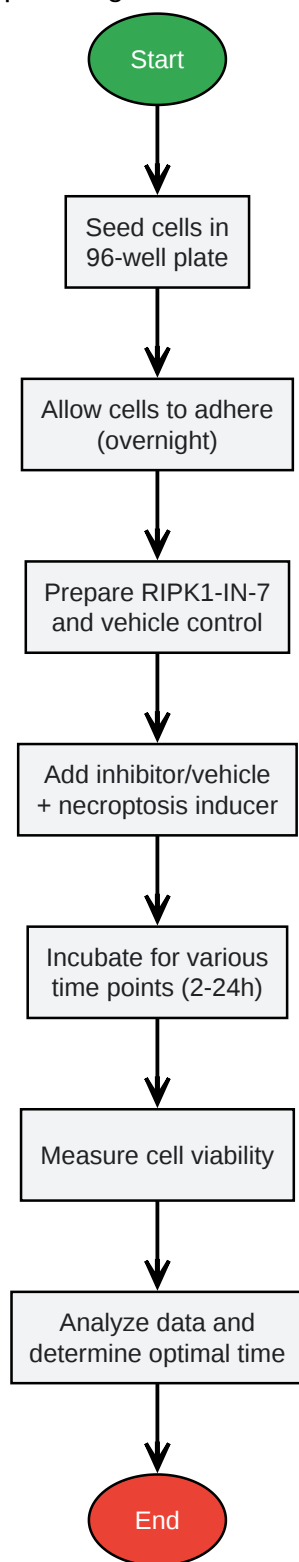 Start
Seed cells in
96-well plate
Allow cells to adhere
(overnight)
Prepare RIPK1-IN-7
and vehicle control
Add inhibitor/vehicle
+ necroptosis inducer
Incubate for various
time points (2-24h)
Measure cell viability
Analyze data and
determine optimal time
End